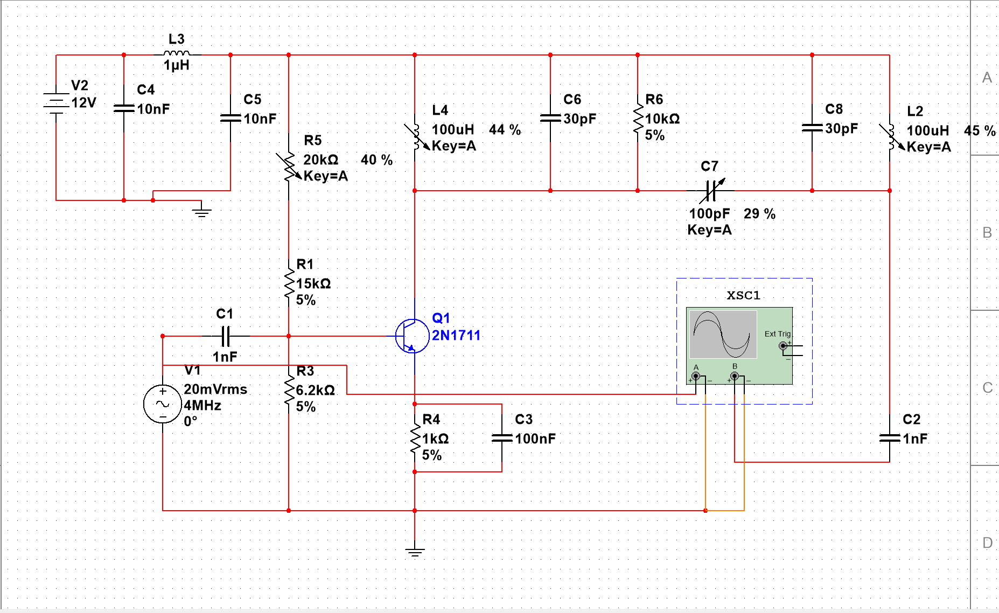 L3
1µH
V2
12V
C4
10nF
C5
10nF
R5
20kΩ 40 %
Key=A
L4
100uH 44 %
Key=A
C6
30pF
R6
10kΩ
5%
C8
30pF
L2
100uH 45 %
Key=A
C7
100pF 29 %
Key=A
R1
15kΩ
5%
C1
1nF
Q1
2N1711
V1
20mVrms
4MHz
0°
R3
6.2kΩ
5%
R4
1kΩ
5%
C3
100nF
XSC1
Ext Trig
+
−
A
B
+
−
+
−
C2
1nF
A
B
C
D